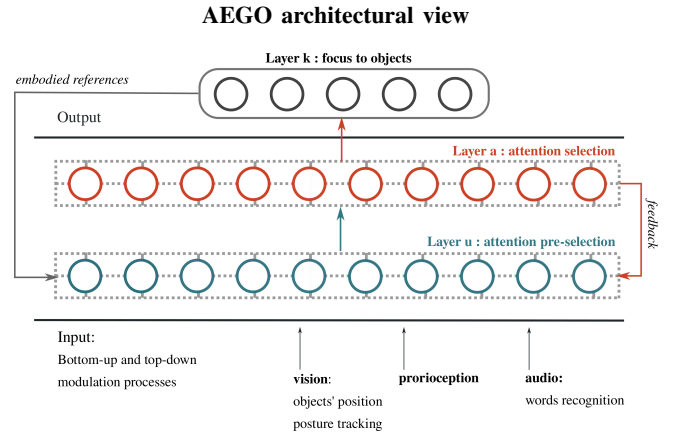 AEGO architectural view
Layer k : focus to objects
embodied references
Output
Layer a : attention selection
feedback
Layer u : attention pre-selection
Input:
Bottom-up and top-down
modulation processes
vision:
objects' position
posture tracking
prorioception
audio:
words recognition